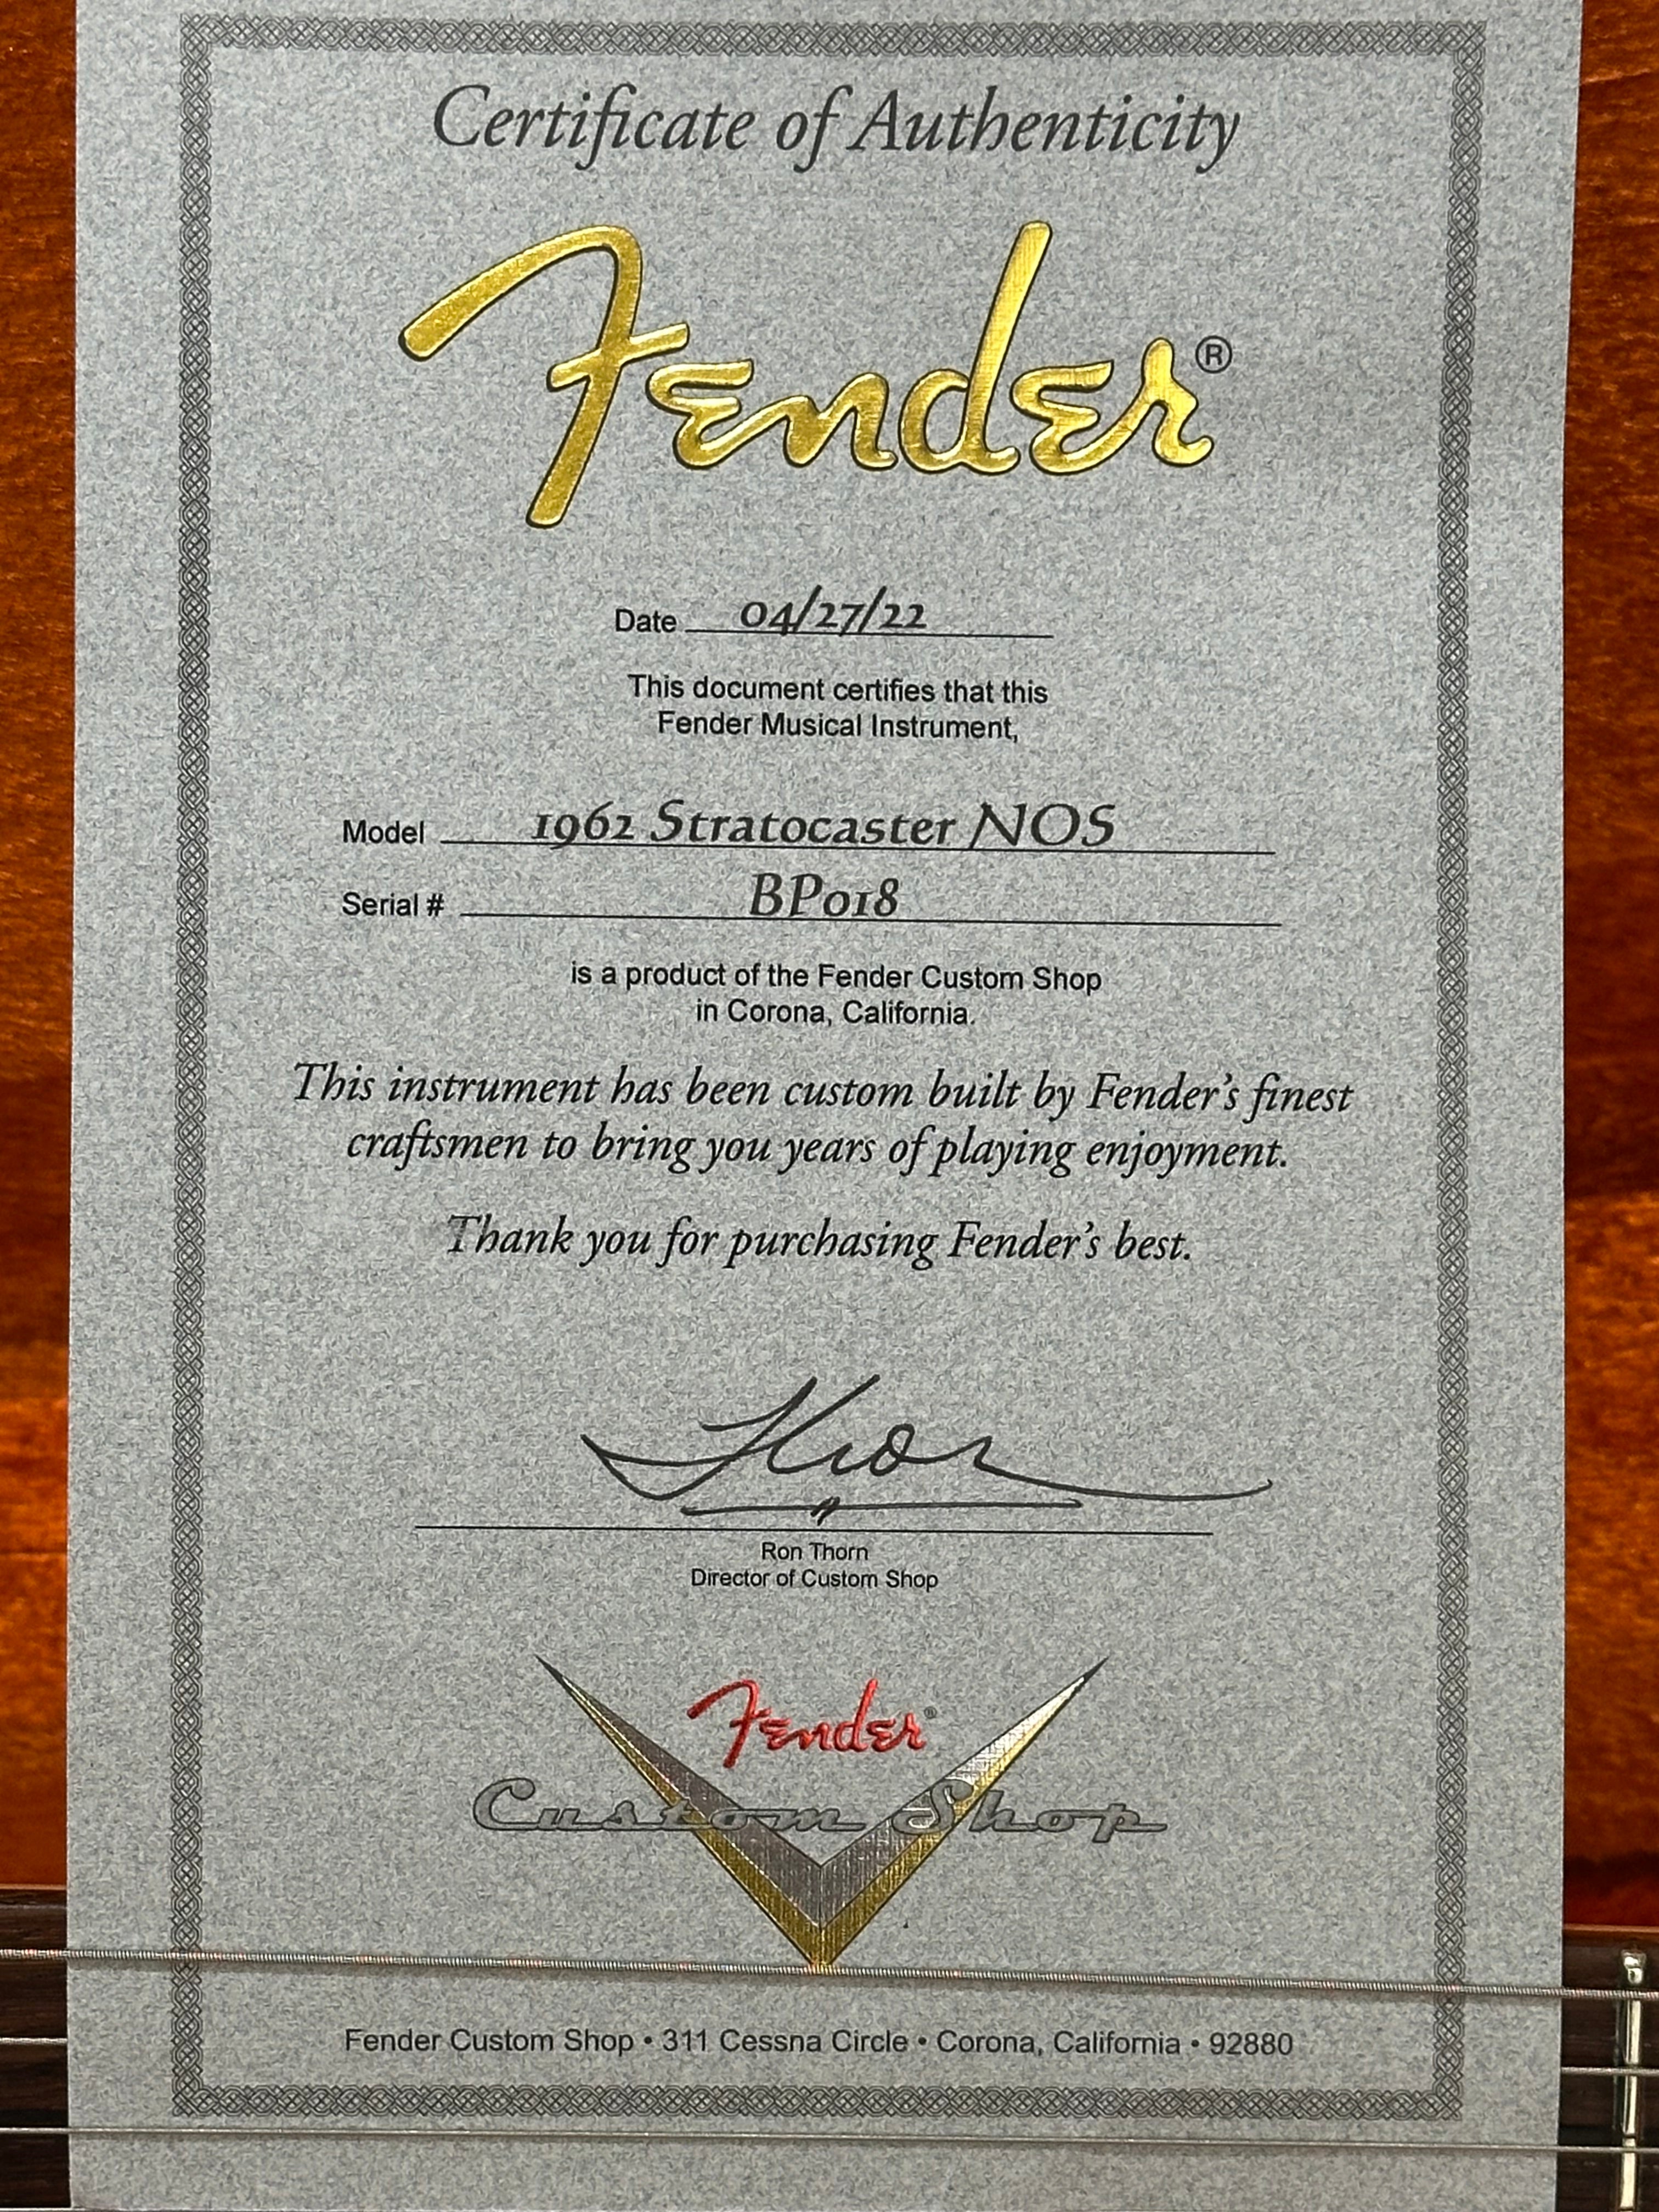 Certificate of Authenticity
Fender®
Date 04/27/22
This document certifies that this
Fender Musical Instrument,
Model 1962 Stratocaster NOS
Serial # BP018
is a product of the Fender Custom Shop
in Corona, California.
This instrument has been custom built by Fender's finest
craftsmen to bring you years of playing enjoyment.
Thank you for purchasing Fender's best.
Thorn
Ron Thorn
Director of Custom Shop
Fender®
Custom Shop
Fender Custom Shop • 311 Cessna Circle • Corona, California • 92880